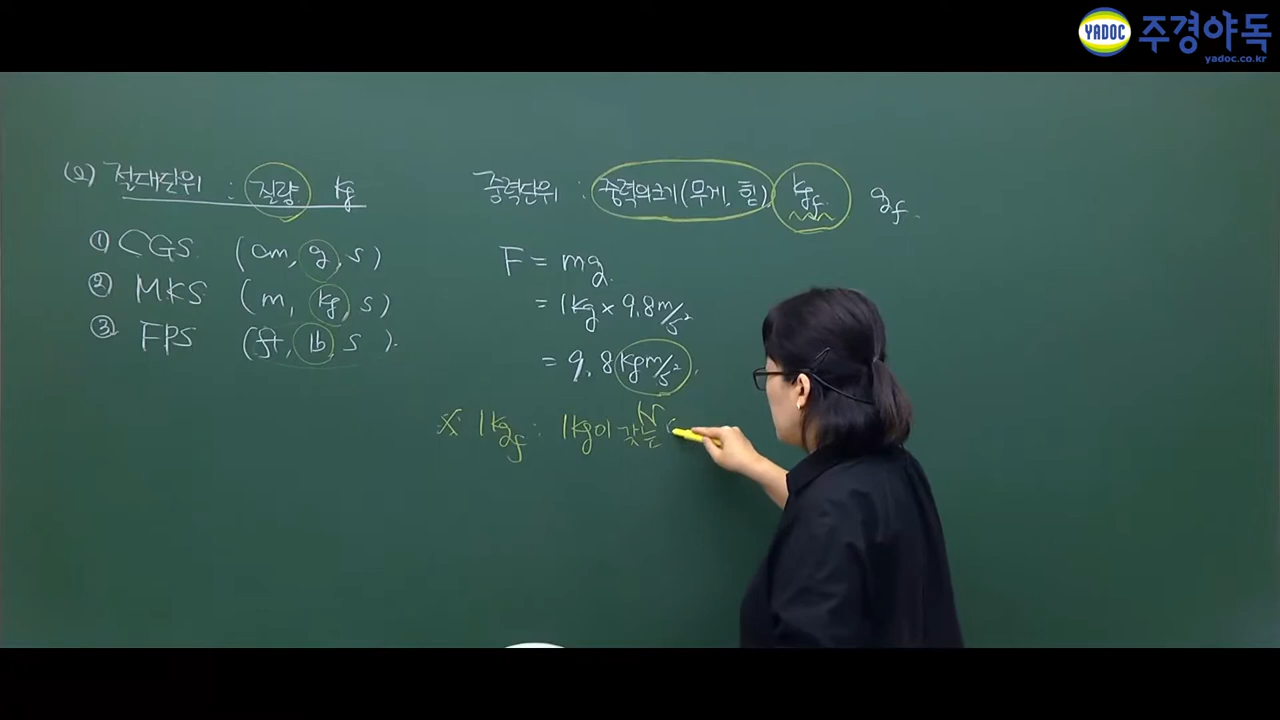 YADOC 주경야독
yadoc.co.kr
(2) 절대단위 : 질량 kg
① CGS (cm, g, s)
② MKS (m, kg, s)
③ FPS (ft, lb, s).
중력단위 : 중력의 크기(무게, 힘) kgf gf.
F = mg.
= 1kg × 9.8m/s²
= 9.8 kgm/s².
N
※ 1kgf : 1kg이 갖는